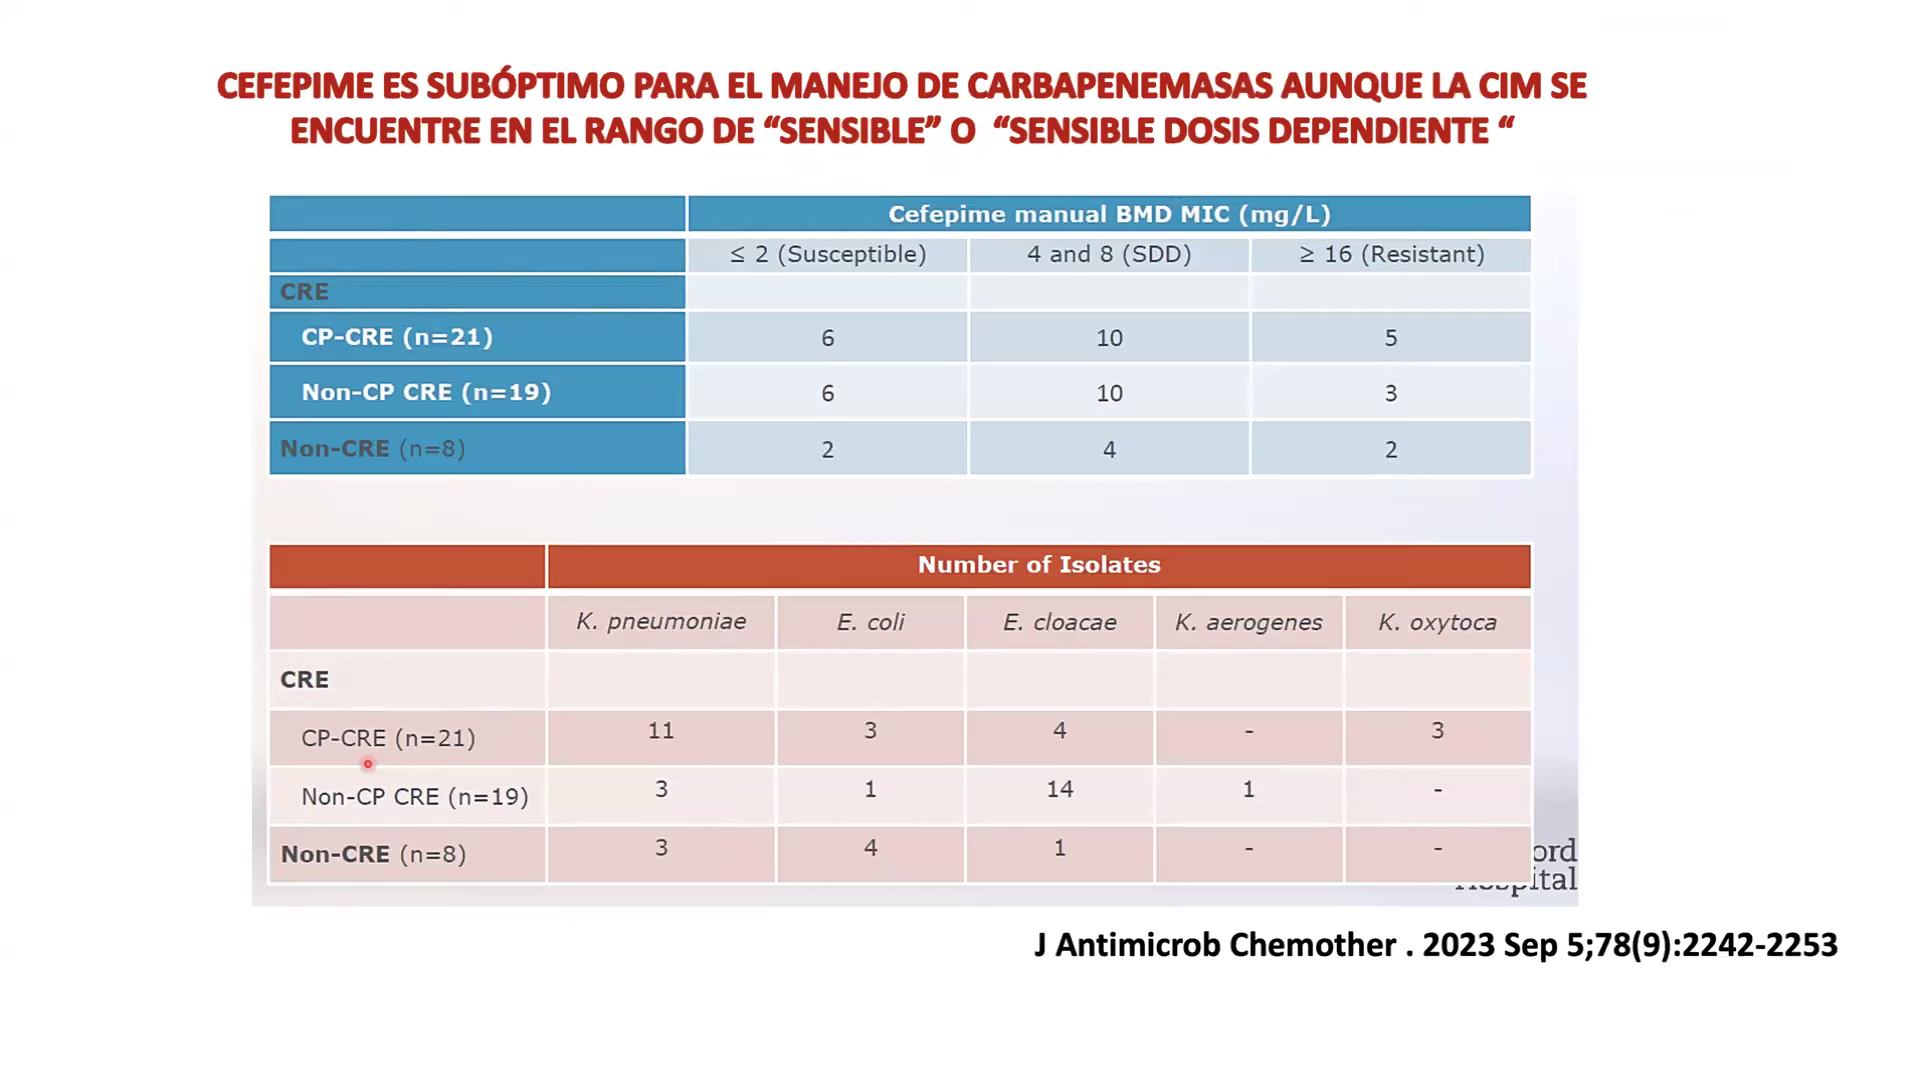 CEFEPIME ES SUBÓPTIMO PARA EL MANEJO DE CARBAPENEMASAS AUNQUE LA CIM SE
ENCUENTRE EN EL RANGO DE “SENSIBLE” O “SENSIBLE DOSIS DEPENDIENTE “
Cefepime manual BMD MIC (mg/L)
≤ 2 (Susceptible) 4 and 8 (SDD) ≥ 16 (Resistant)
CRE
CP-CRE (n=21) 6 10 5
Non-CP CRE (n=19) 6 10 3
Non-CRE (n=8) 2 4 2
Number of Isolates
K. pneumoniae E. coli E. cloacae K. aerogenes K. oxytoca
CRE
CP-CRE (n=21) 11 3 4 - 3
Non-CP CRE (n=19) 3 1 14 1 -
Non-CRE (n=8) 3 4 1 - -
ord
Hospital
J Antimicrob Chemother . 2023 Sep 5;78(9):2242-2253